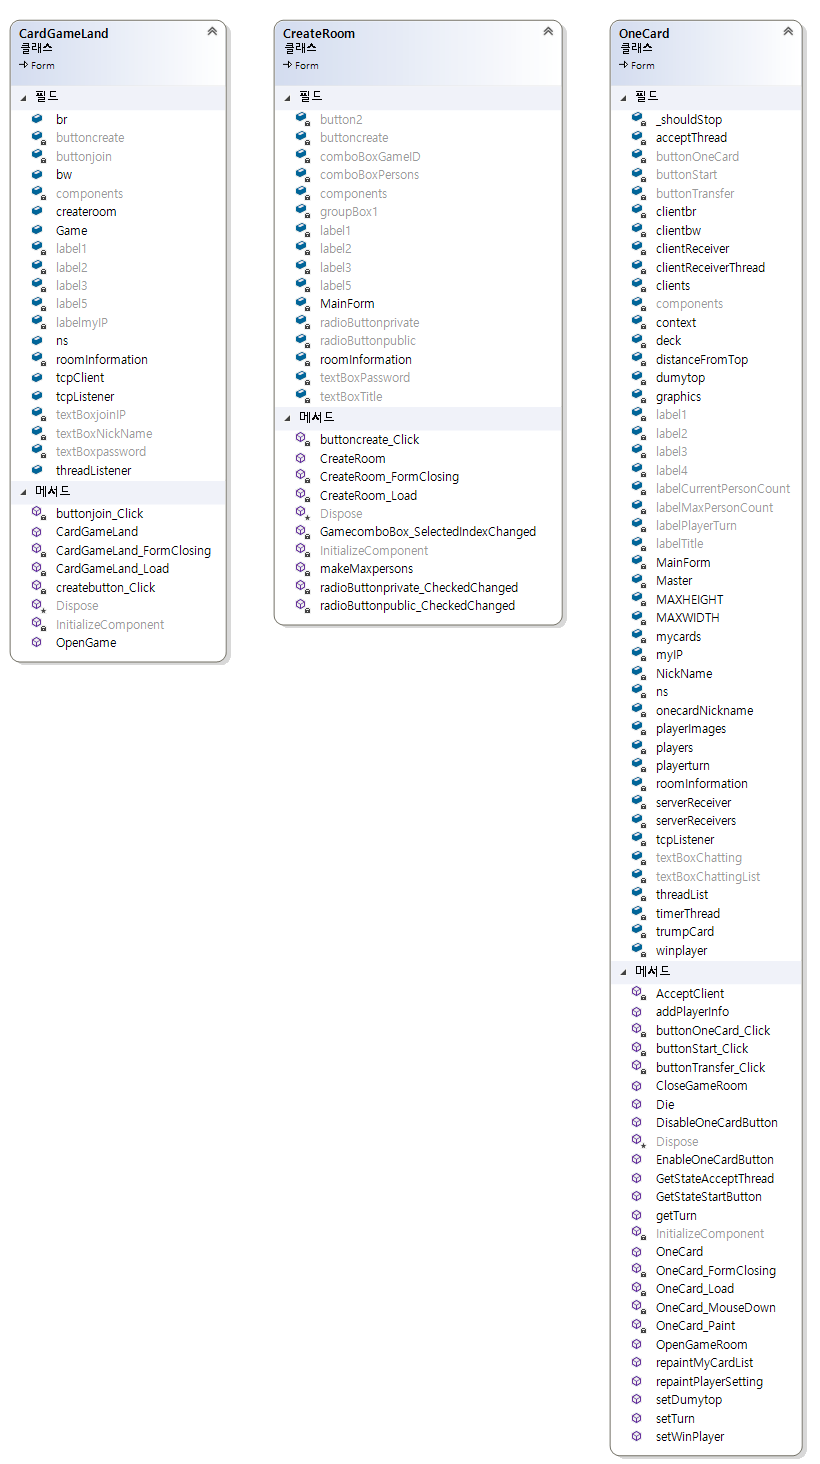 CardGameLand
클래스
Form
필드
br
buttoncreate
buttonjoin
bw
components
createroom
Game
label1
label2
label3
label5
labelmyIP
ns
roomInformation
tcpClient
tcpListener
textBoxjoinIP
textBoxNickName
textBoxpassword
threadListener
메서드
buttonjoin_Click
CardGameLand
CardGameLand_FormClosing
CardGameLand_Load
createbutton_Click
Dispose
InitializeComponent
OpenGame
CreateRoom
클래스
Form
필드
button2
buttoncreate
comboBoxGameID
comboBoxPersons
components
groupBox1
label1
label2
label3
label5
MainForm
radioButtonprivate
radioButtonpublic
roomInformation
textBoxPassword
textBoxTitle
메서드
buttoncreate_Click
CreateRoom
CreateRoom_FormClosing
CreateRoom_Load
Dispose
GamecomboBox_SelectedIndexChanged
InitializeComponent
makeMaxpersons
radioButtonprivate_CheckedChanged
radioButtonpublic_CheckedChanged
OneCard
클래스
Form
필드
_shouldStop
acceptThread
buttonOneCard
buttonStart
buttonTransfer
clientbr
clientbw
clientReceiver
clientReceiverThread
clients
components
context
deck
distanceFromTop
dumytop
graphics
label1
label2
label3
label4
labelCurrentPersonCount
labelMaxPersonCount
labelPlayerTurn
labelTitle
MainForm
Master
MAXHEIGHT
MAXWIDTH
mycards
myIP
NickName
ns
onecardNickname
playerImages
players
playerturn
roomInformation
serverReceiver
serverReceivers
tcpListener
textBoxChatting
textBoxChattingList
threadList
timerThread
trumpCard
winplayer
메서드
AcceptClient
addPlayerInfo
buttonOneCard_Click
buttonStart_Click
buttonTransfer_Click
CloseGameRoom
Die
DisableOneCardButton
Dispose
EnableOneCardButton
GetStateAcceptThread
GetStateStartButton
getTurn
InitializeComponent
OneCard
OneCard_FormClosing
OneCard_Load
OneCard_MouseDown
OneCard_Paint
OpenGameRoom
repaintMyCardList
repaintPlayerSetting
setDumytop
setTurn
setWinPlayer